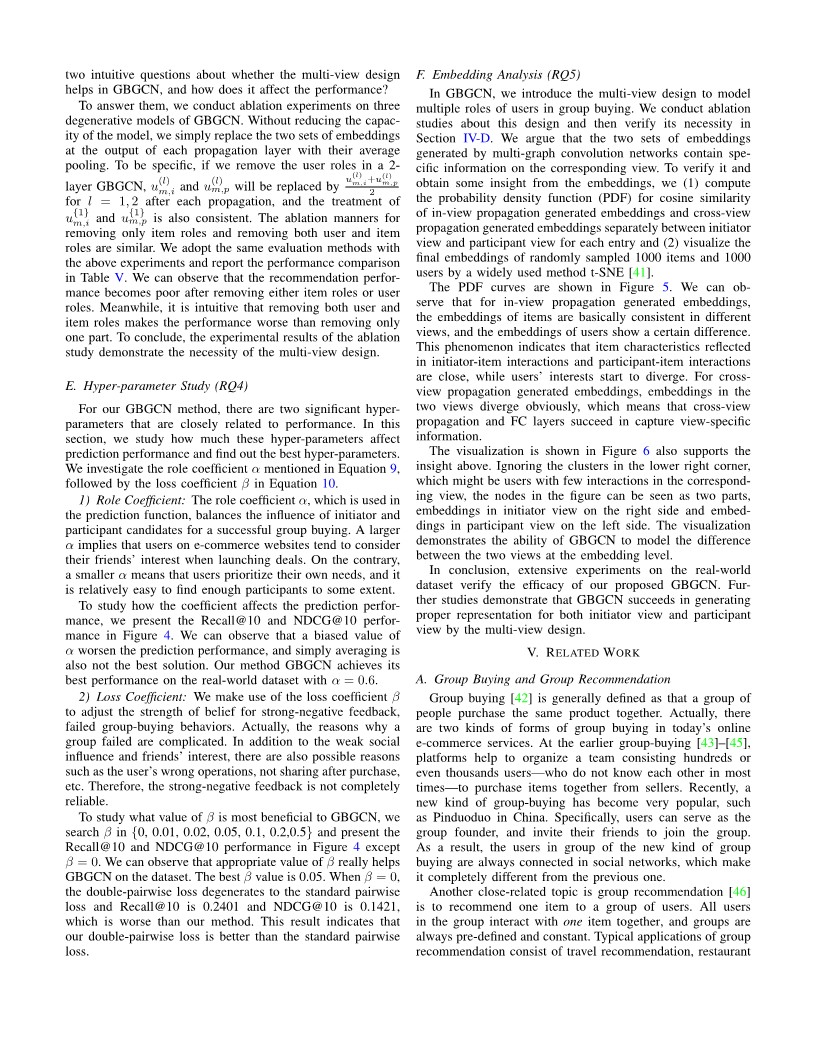 two intuitive questions about whether the multi-view design
helps in GBGCN, and how does it affect the performance?
To answer them, we conduct ablation experiments on three
degenerative models of GBGCN. Without reducing the capac-
ity of the model, we simply replace the two sets of embeddings
at the output of each propagation layer with their average
pooling. To be specific, if we remove the user roles in a 2-
layer GBGCN, $u_{m,i}^{(l)}$ and $u_{m,p}^{(l)}$ will be replaced by $\frac{u_{m,i}^{(l)}+u_{m,p}^{(l)}}{2}$
for $l = 1, 2$ after each propagation, and the treatment of
$u_{m,i}^{\{1\}}$ and $u_{m,p}^{\{1\}}$ is also consistent. The ablation manners for
removing only item roles and removing both user and item
roles are similar. We adopt the same evaluation methods with
the above experiments and report the performance comparison
in Table V. We can observe that the recommendation perfor-
mance becomes poor after removing either item roles or user
roles. Meanwhile, it is intuitive that removing both user and
item roles makes the performance worse than removing only
one part. To conclude, the experimental results of the ablation
study demonstrate the necessity of the multi-view design.
E. Hyper-parameter Study (RQ4)
For our GBGCN method, there are two significant hyper-
parameters that are closely related to performance. In this
section, we study how much these hyper-parameters affect
prediction performance and find out the best hyper-parameters.
We investigate the role coefficient α mentioned in Equation 9,
followed by the loss coefficient β in Equation 10.
1) Role Coefficient: The role coefficient α, which is used in
the prediction function, balances the influence of initiator and
participant candidates for a successful group buying. A larger
α implies that users on e-commerce websites tend to consider
their friends' interest when launching deals. On the contrary,
a smaller α means that users prioritize their own needs, and it
is relatively easy to find enough participants to some extent.
To study how the coefficient affects the prediction perfor-
mance, we present the Recall@10 and NDCG@10 perfor-
mance in Figure 4. We can observe that a biased value of
α worsen the prediction performance, and simply averaging is
also not the best solution. Our method GBGCN achieves its
best performance on the real-world dataset with α = 0.6.
2) Loss Coefficient: We make use of the loss coefficient β
to adjust the strength of belief for strong-negative feedback,
failed group-buying behaviors. Actually, the reasons why a
group failed are complicated. In addition to the weak social
influence and friends' interest, there are also possible reasons
such as the user's wrong operations, not sharing after purchase,
etc. Therefore, the strong-negative feedback is not completely
reliable.
To study what value of β is most beneficial to GBGCN, we
search β in {0, 0.01, 0.02, 0.05, 0.1, 0.2,0.5} and present the
Recall@10 and NDCG@10 performance in Figure 4 except
β = 0. We can observe that appropriate value of β really helps
GBGCN on the dataset. The best β value is 0.05. When β = 0,
the double-pairwise loss degenerates to the standard pairwise
loss and Recall@10 is 0.2401 and NDCG@10 is 0.1421,
which is worse than our method. This result indicates that
our double-pairwise loss is better than the standard pairwise
loss.
F. Embedding Analysis (RQ5)
In GBGCN, we introduce the multi-view design to model
multiple roles of users in group buying. We conduct ablation
studies about this design and then verify its necessity in
Section IV-D. We argue that the two sets of embeddings
generated by multi-graph convolution networks contain spe-
cific information on the corresponding view. To verify it and
obtain some insight from the embeddings, we (1) compute
the probability density function (PDF) for cosine similarity
of in-view propagation generated embeddings and cross-view
propagation generated embeddings separately between initiator
view and participant view for each entry and (2) visualize the
final embeddings of randomly sampled 1000 items and 1000
users by a widely used method t-SNE [41].
The PDF curves are shown in Figure 5. We can ob-
serve that for in-view propagation generated embeddings,
the embeddings of items are basically consistent in different
views, and the embeddings of users show a certain difference.
This phenomenon indicates that item characteristics reflected
in initiator-item interactions and participant-item interactions
are close, while users' interests start to diverge. For cross-
view propagation generated embeddings, embeddings in the
two views diverge obviously, which means that cross-view
propagation and FC layers succeed in capture view-specific
information.
The visualization is shown in Figure 6 also supports the
insight above. Ignoring the clusters in the lower right corner,
which might be users with few interactions in the correspond-
ing view, the nodes in the figure can be seen as two parts,
embeddings in initiator view on the right side and embed-
dings in participant view on the left side. The visualization
demonstrates the ability of GBGCN to model the difference
between the two views at the embedding level.
In conclusion, extensive experiments on the real-world
dataset verify the efficacy of our proposed GBGCN. Fur-
ther studies demonstrate that GBGCN succeeds in generating
proper representation for both initiator view and participant
view by the multi-view design.
V. RELATED WORK
A. Group Buying and Group Recommendation
Group buying [42] is generally defined as that a group of
people purchase the same product together. Actually, there
are two kinds of forms of group buying in today's online
e-commerce services. At the earlier group-buying [43]–[45],
platforms help to organize a team consisting hundreds or
even thousands users—who do not know each other in most
times—to purchase items together from sellers. Recently, a
new kind of group-buying has become very popular, such
as Pinduoduo in China. Specifically, users can serve as the
group founder, and invite their friends to join the group.
As a result, the users in group of the new kind of group
buying are always connected in social networks, which make
it completely different from the previous one.
Another close-related topic is group recommendation [46]
is to recommend one item to a group of users. All users
in the group interact with one item together, and groups are
always pre-defined and constant. Typical applications of group
recommendation consist of travel recommendation, restaurant